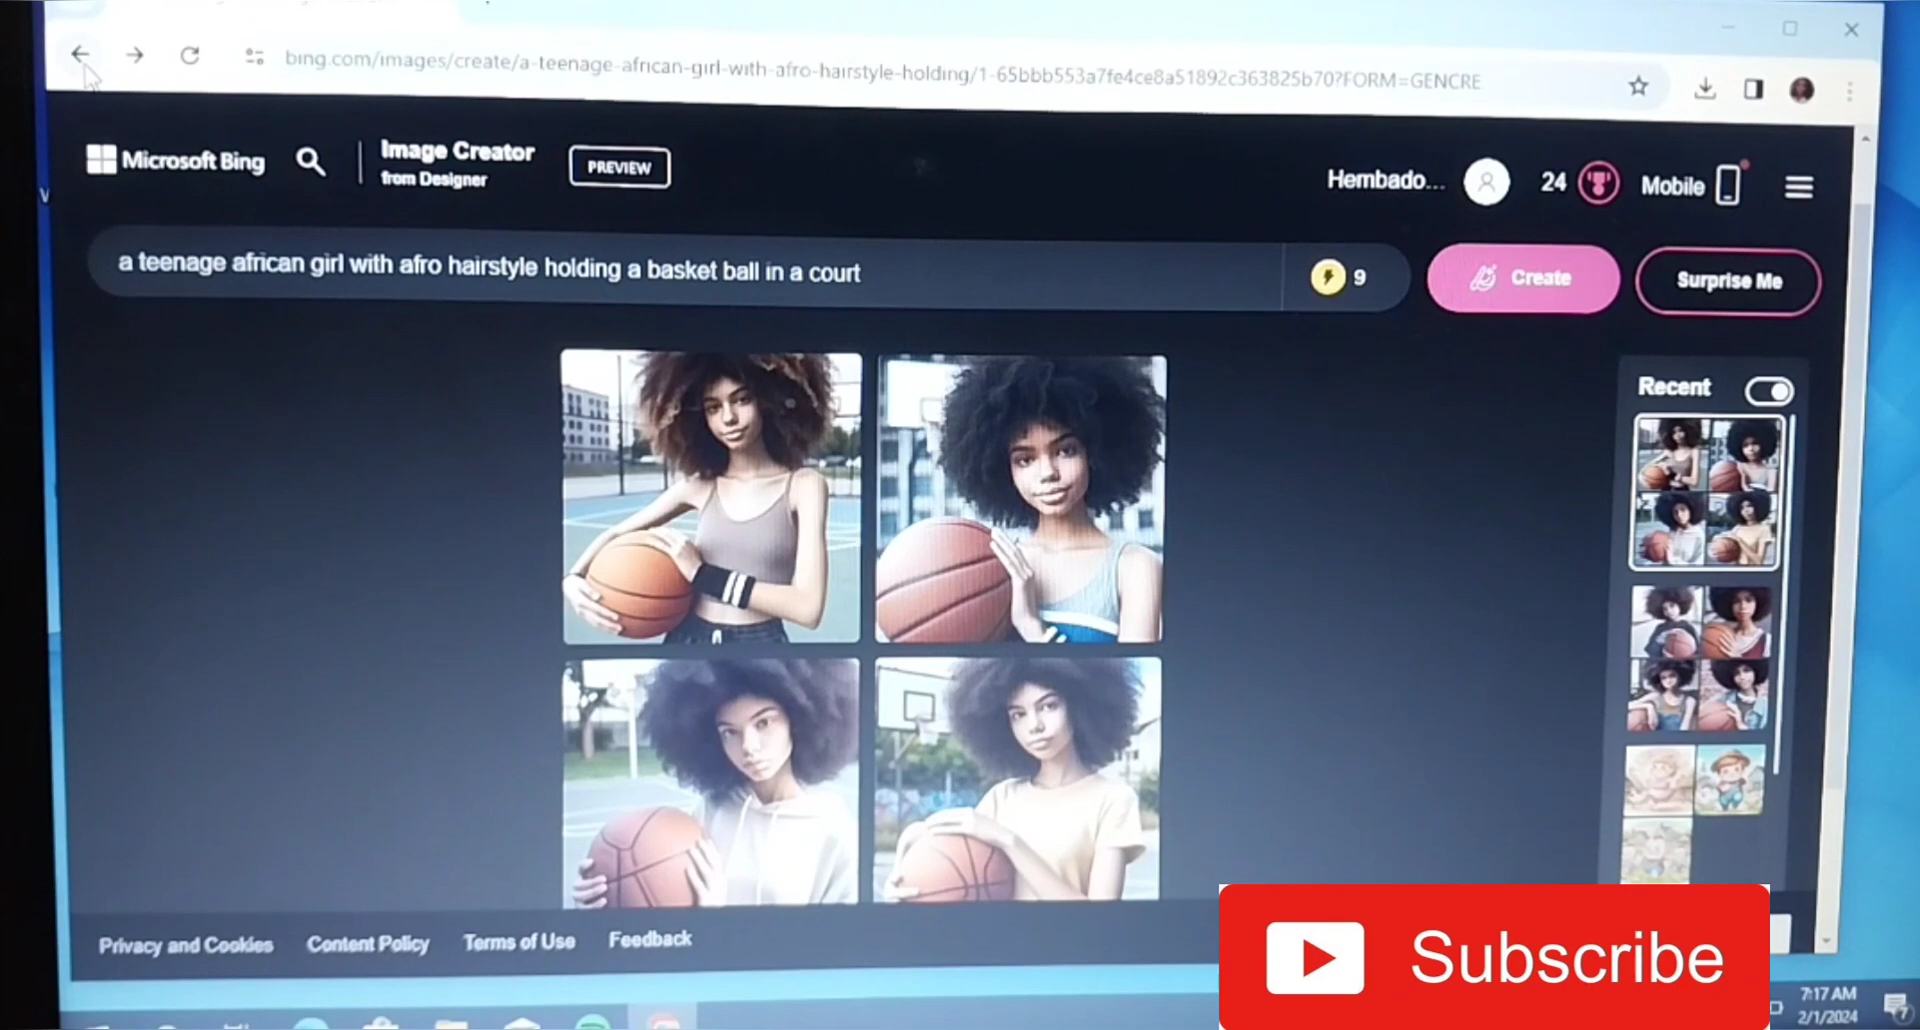 bing.com/images/create/a-teenage-african-girl-with-afro-hairstyle-holding/1-65bbb553a7fe4ce8a51892c363825b70?FORM=GENCRE
Microsoft Bing
Image Creator
from Designer
PREVIEW
Hembado...
24
Mobile
a teenage african girl with afro hairstyle holding a basket ball in a court
9
Create
Surprise Me
Recent
Privacy and Cookies
Content Policy
Terms of Use
Feedback
Subscribe
7:17 AM
2/1/2024
7